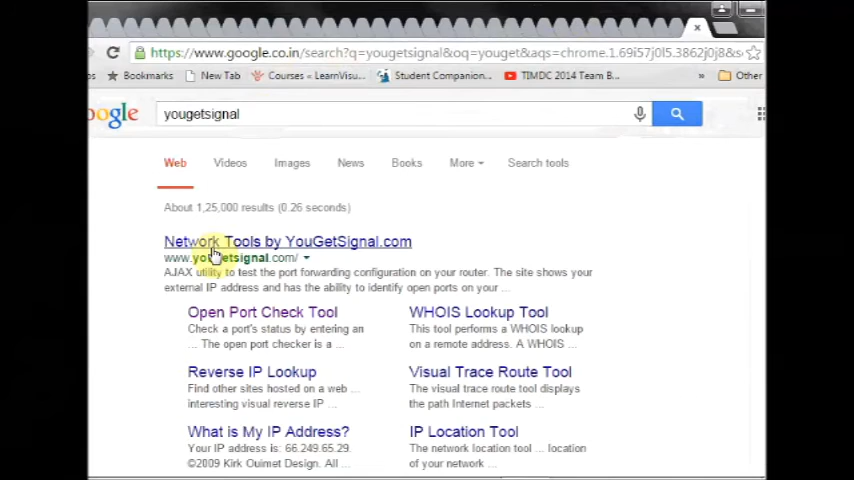 https://www.google.co.in/search?q=yougetsignal&oq=youget&aqs=chrome.1.69i57j0l5.3862j0j8&s
ps Bookmarks New Tab Courses « LearnVisu... Student Companion... TIMDC 2014 Team B... » Other
oogle yougetsignal
Web Videos Images News Books More Search tools
About 1,25,000 results (0.26 seconds)
Network Tools by YouGetSignal.com
www.yougetsignal.com/
AJAX utility to test the port forwarding configuration on your router. The site shows your
external IP address and has the ability to identify open ports on your ...
Open Port Check Tool
Check a port's status by entering an
... The open port checker is a ...
WHOIS Lookup Tool
This tool performs a WHOIS lookup
on a remote address. A WHOIS ...
Reverse IP Lookup
Find other sites hosted on a web ...
interesting visual reverse IP ...
Visual Trace Route Tool
The visual trace route tool displays
the path Internet packets ...
What is My IP Address?
Your IP address is: 66.249.65.29.
©2009 Kirk Ouimet Design. All ...
IP Location Tool
The network location tool ... location
of your network ...